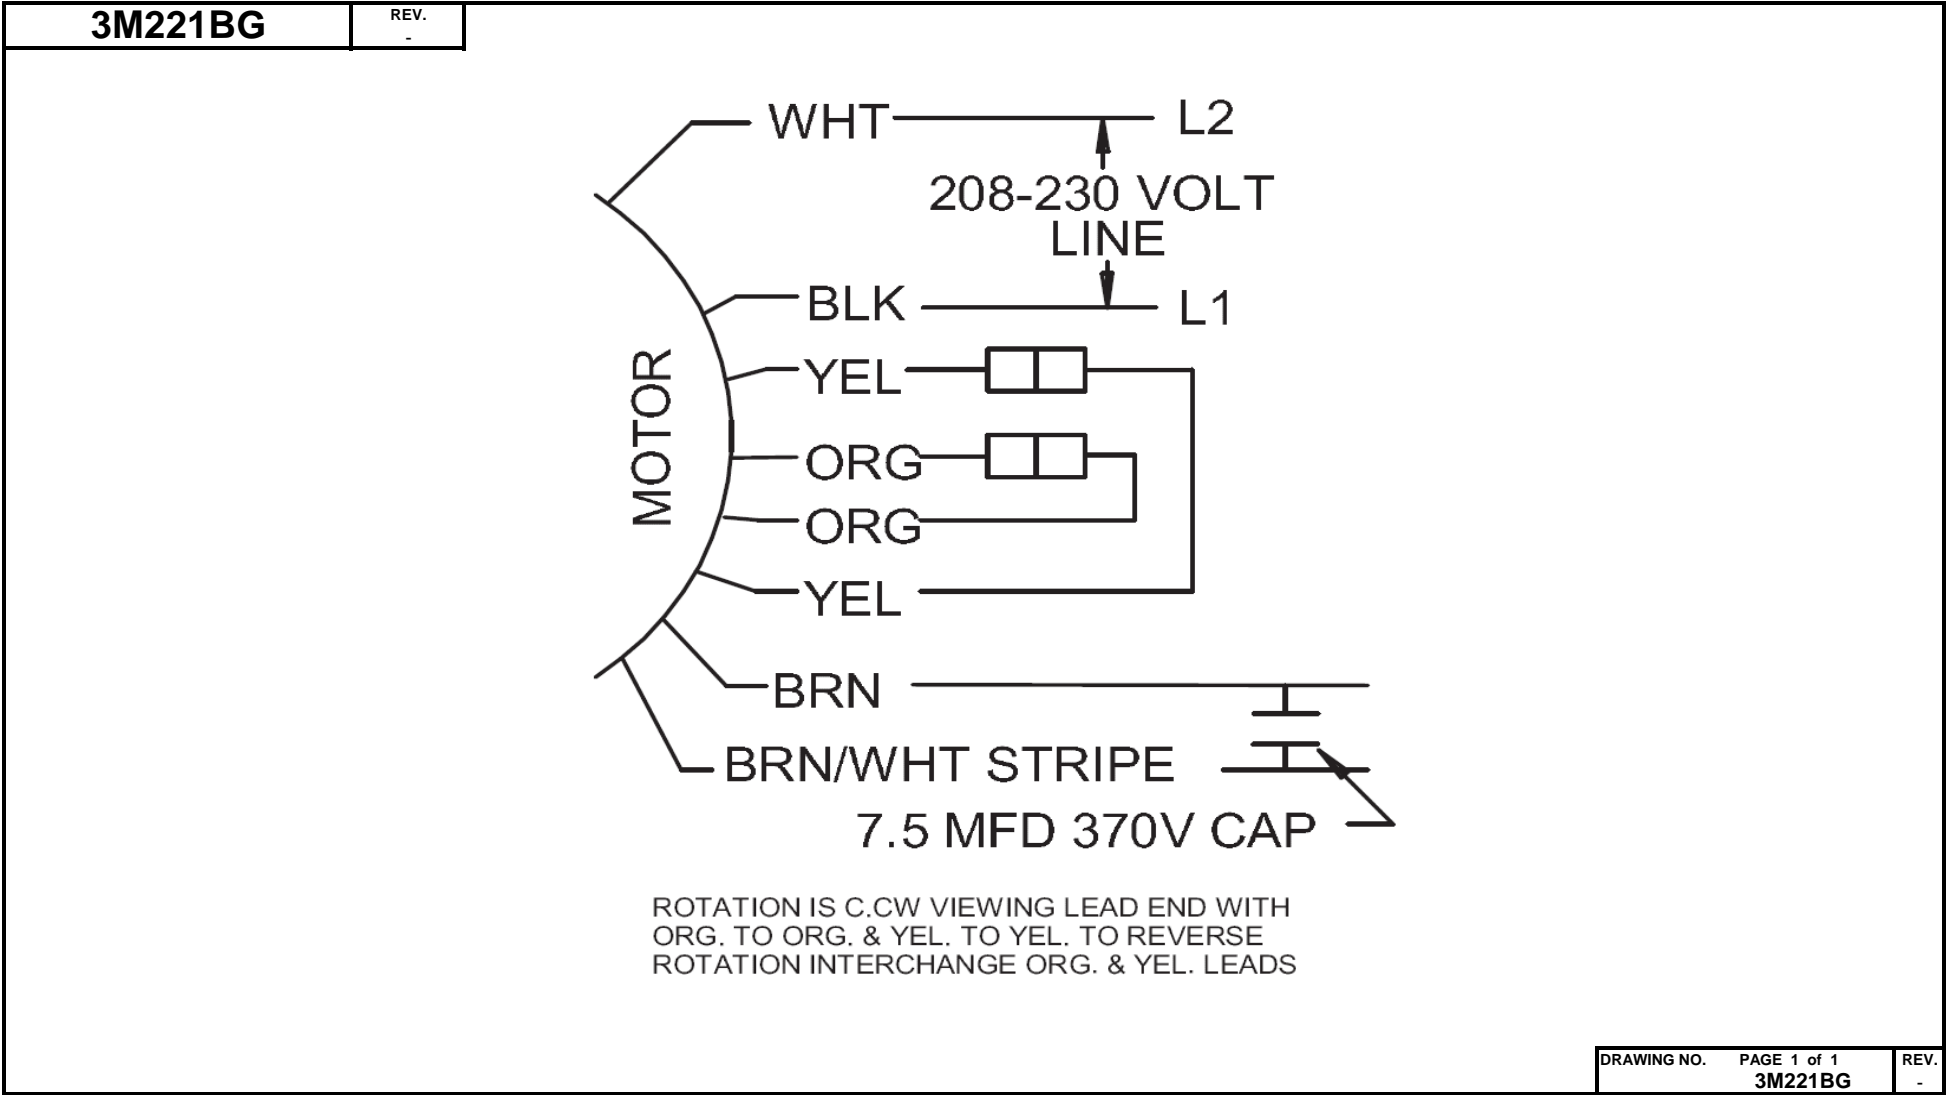 3M221BG
REV.
-
WHT
L2
208-230 VOLT
LINE
BLK
L1
YEL
MOTOR
ORG
ORG
YEL
BRN
BRN/WHT STRIPE
7.5 MFD 370V CAP
ROTATION IS C.CW VIEWING LEAD END WITH
ORG. TO ORG. & YEL. TO YEL. TO REVERSE
ROTATION INTERCHANGE ORG. & YEL. LEADS
DRAWING NO. PAGE 1 of 1
3M221BG
REV.
-